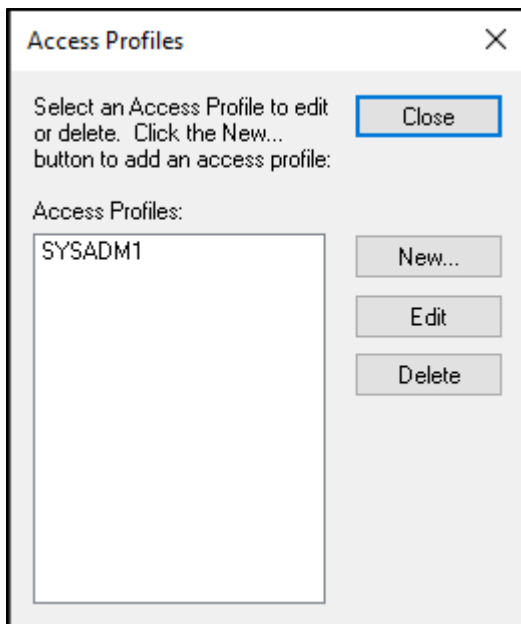 Access Profiles
Select an Access Profile to edit
or delete.  Click the New...
button to add an access profile:
Close
Access Profiles:
SYSADM1
New...
Edit
Delete